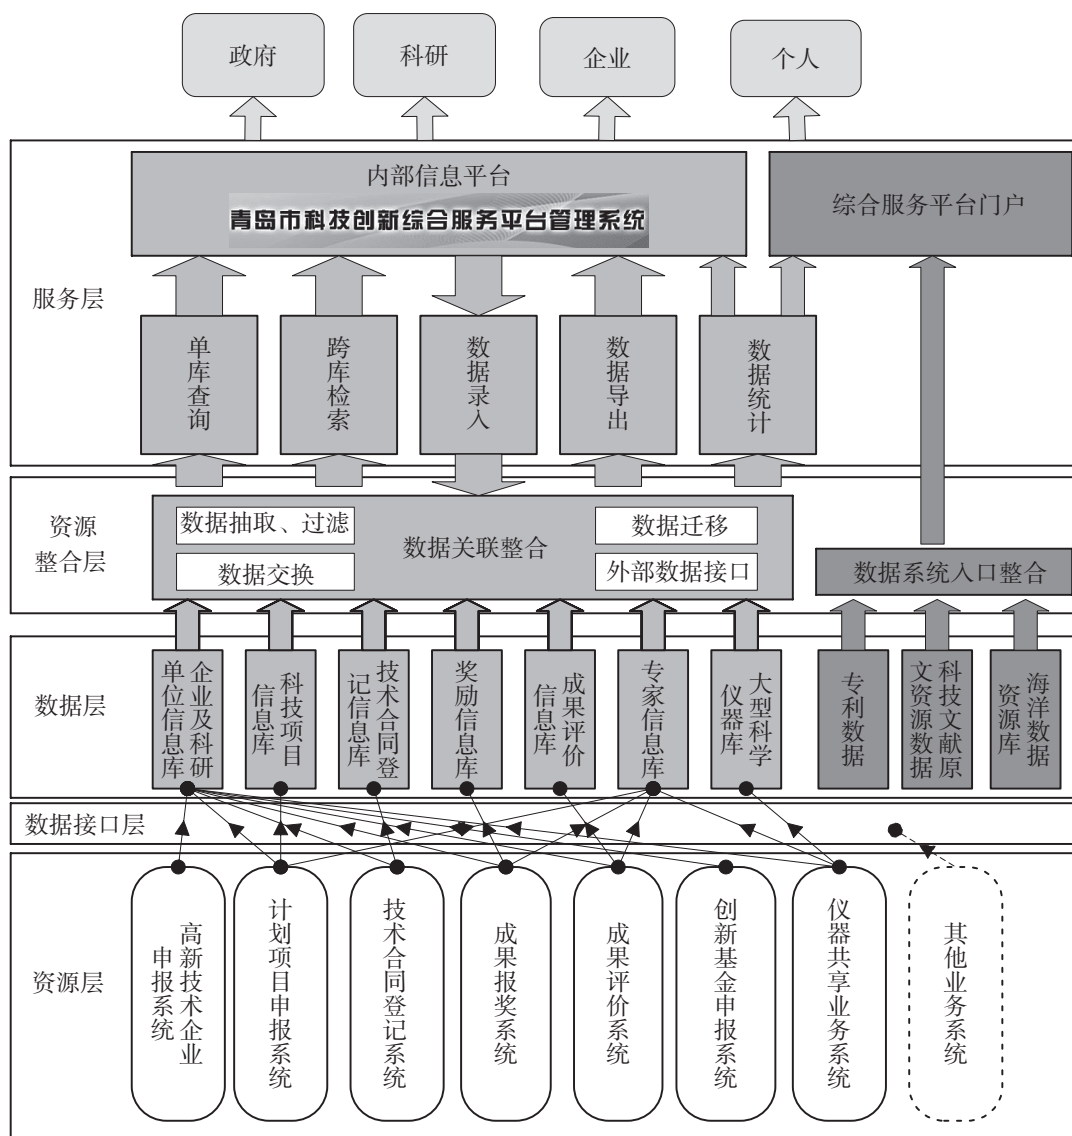 政府
科研
企业
个人
服务层
内部信息平台
青岛市科技创新综合服务平台管理系统
综合服务平台门户
单库查询
跨库检索
数据录入
数据导出
数据统计
资源
整合层
数据抽取、过滤
数据交换
数据关联整合
数据迁移
外部数据接口
数据系统入口整合
数据层
企业及科研
单位信息库
科技项目
信息库
技术合同登
记信息库
奖励信息库
成果评价
信息库
专家信息库
大型科学
仪器库
专利数据
科技文献原
文资源数据
海洋数据
资源库
数据接口层
资源层
高新技术企业
申报系统
计划项目申报系统
技术合同登记系统
成果报奖系统
成果评价系统
创新基金申报系统
仪器共享业务系统
其他业务系统